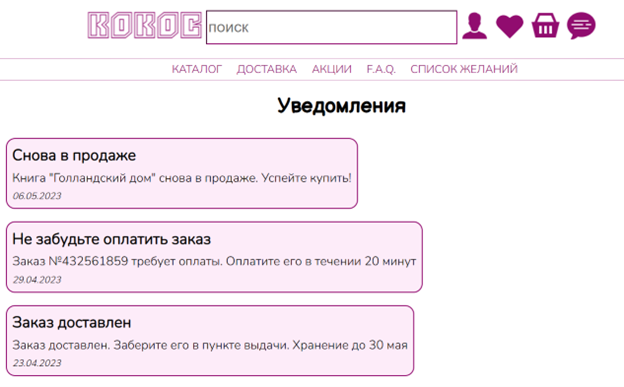 КОКОС
ПОИСК
КАТАЛОГ ДОСТАВКА АКЦИИ F.A.Q. СПИСОК ЖЕЛАНИЙ
Уведомления
Снова в продаже
Книга "Голландский дом" снова в продаже. Успейте купить!
06.05.2023
Не забудьте оплатить заказ
Заказ №432561859 требует оплаты. Оплатите его в течении 20 минут
29.04.2023
Заказ доставлен
Заказ доставлен. Заберите его в пункте выдачи. Хранение до 30 мая
23.04.2023